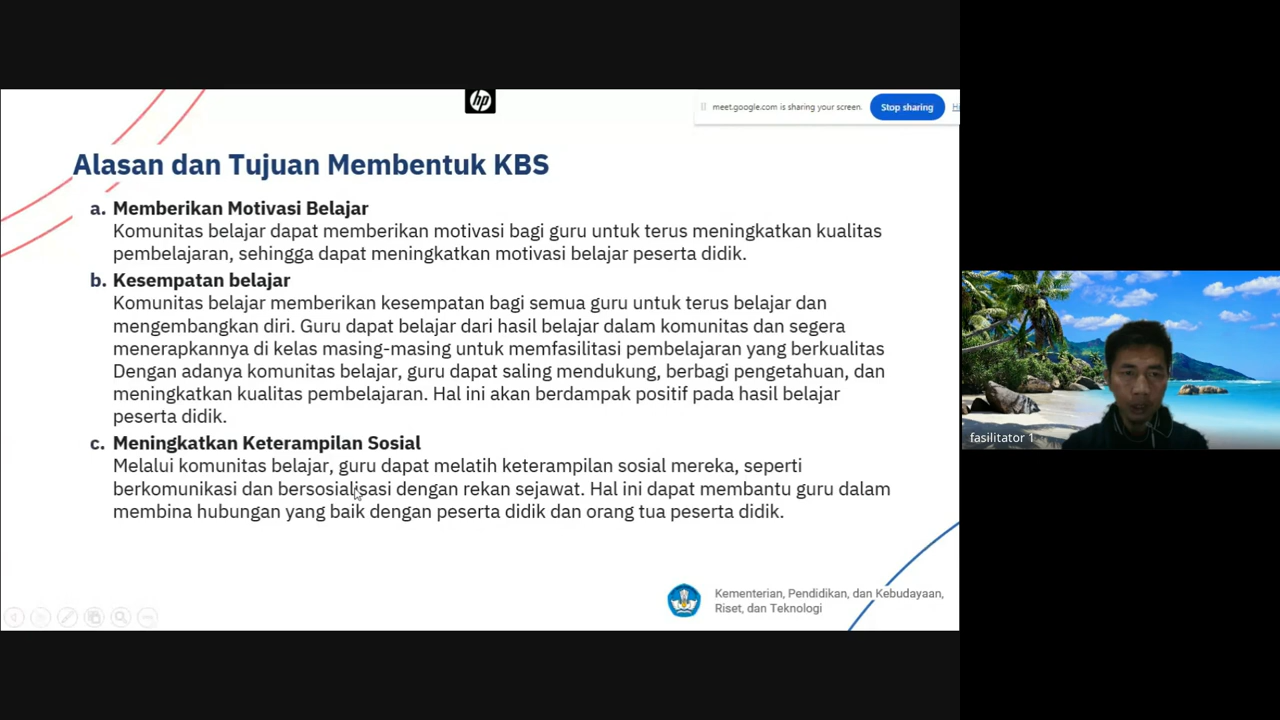 hp
meet.google.com is sharing your screen.
Stop sharing
Alasan dan Tujuan Membentuk KBS
a. Memberikan Motivasi Belajar
Komunitas belajar dapat memberikan motivasi bagi guru untuk terus meningkatkan kualitas
pembelajaran, sehingga dapat meningkatkan motivasi belajar peserta didik.
b. Kesempatan belajar
Komunitas belajar memberikan kesempatan bagi semua guru untuk terus belajar dan
mengembangkan diri. Guru dapat belajar dari hasil belajar dalam komunitas dan segera
menerapkannya di kelas masing-masing untuk memfasilitasi pembelajaran yang berkualitas
Dengan adanya komunitas belajar, guru dapat saling mendukung, berbagi pengetahuan, dan
meningkatkan kualitas pembelajaran. Hal ini akan berdampak positif pada hasil belajar
peserta didik.
c. Meningkatkan Keterampilan Sosial
Melalui komunitas belajar, guru dapat melatih keterampilan sosial mereka, seperti
berkomunikasi dan bersosialisasi dengan rekan sejawat. Hal ini dapat membantu guru dalam
membina hubungan yang baik dengan peserta didik dan orang tua peserta didik.
Kementerian, Pendidikan, dan Kebudayaan,
Riset, dan Teknologi
fasilitator 1